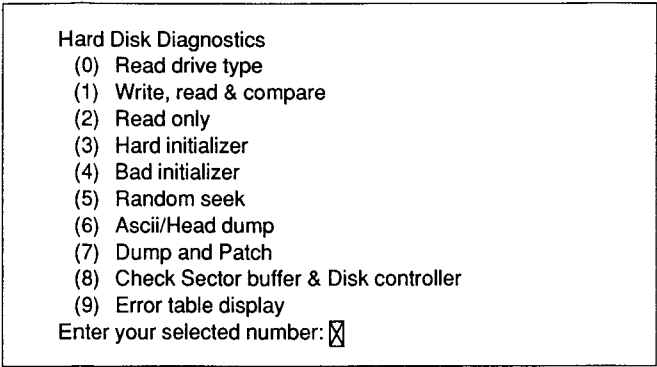 Hard Disk Diagnostics
(0) Read drive type
(1) Write, read & compare
(2) Read only
(3) Hard initializer
(4) Bad initializer
(5) Random seek
(6) Ascii/Head dump
(7) Dump and Patch
(8) Check Sector buffer & Disk controller
(9) Error table display
Enter your selected number: